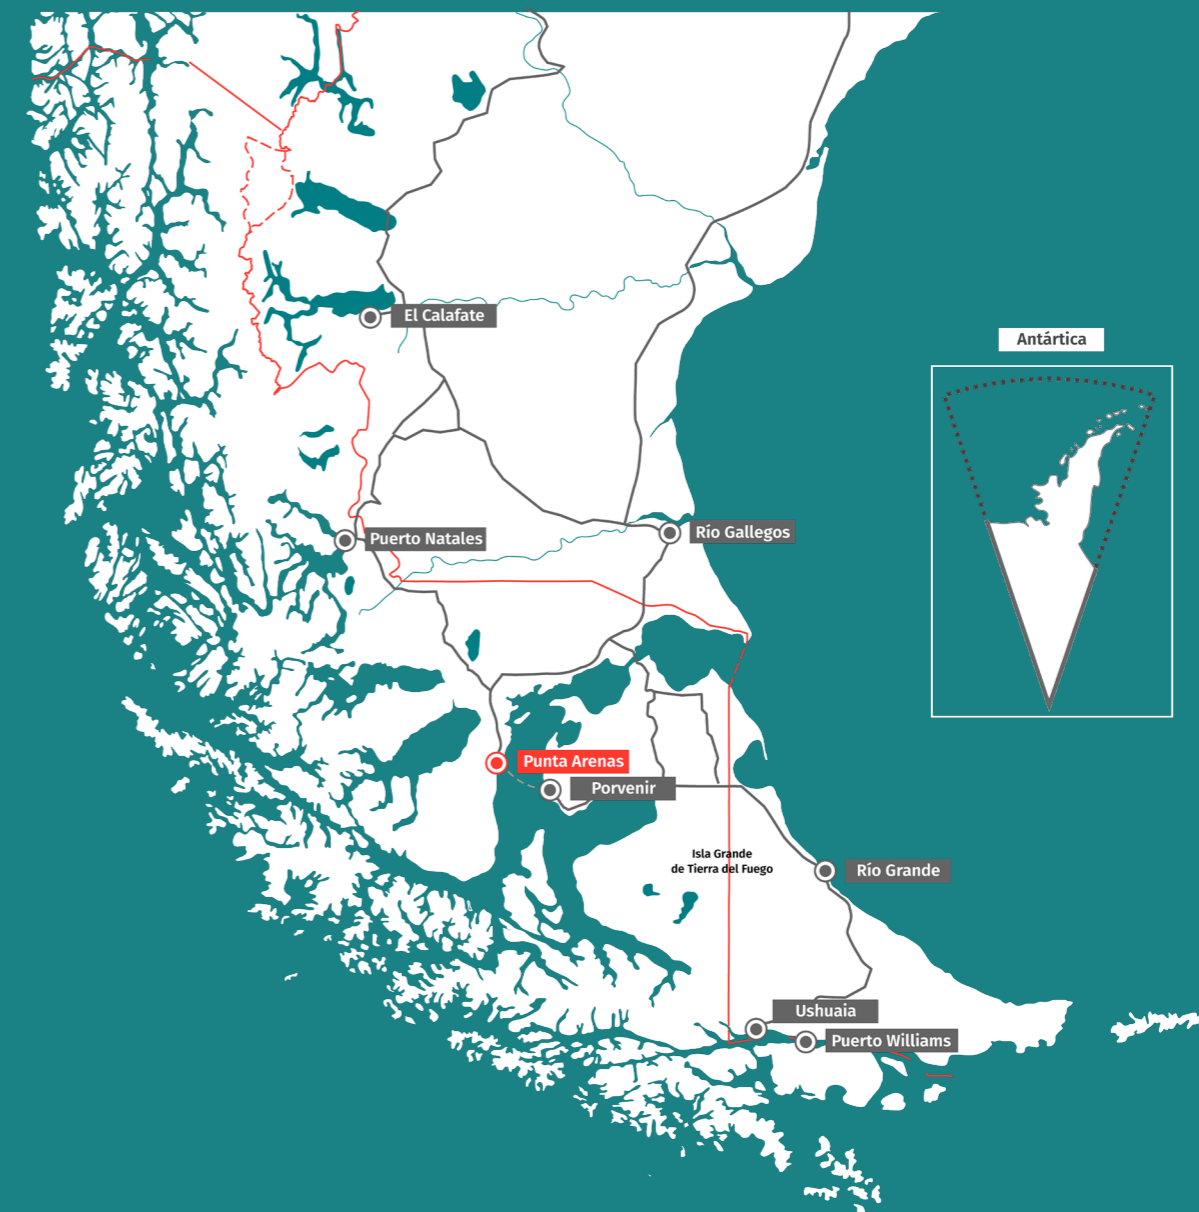 El Calafate
Antártica
Puerto Natales
Río Gallegos
Punta Arenas
Porvenir
Isla Grande
de Tierra del Fuego
Río Grande
Ushuaia
Puerto Williams